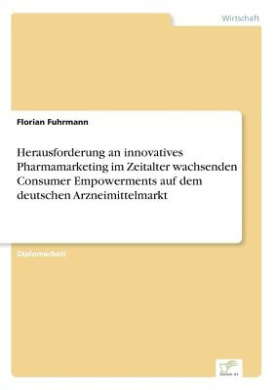 Wirtschaft
Florian Fuhrmann
Herausforderung an innovatives
Pharmamarketing im Zeitalter wachsenden
Consumer Empowerments auf dem
deutschen Arzneimittelmarkt
Diplomarbeit